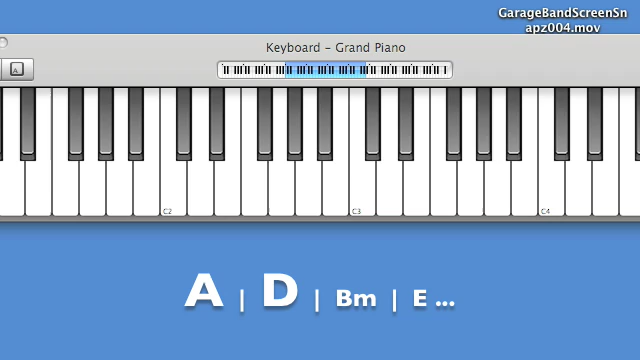 GarageBandScreenSn
apz004.mov
Keyboard – Grand Piano
A
C2 C3 C4
A | D | Bm | E ...